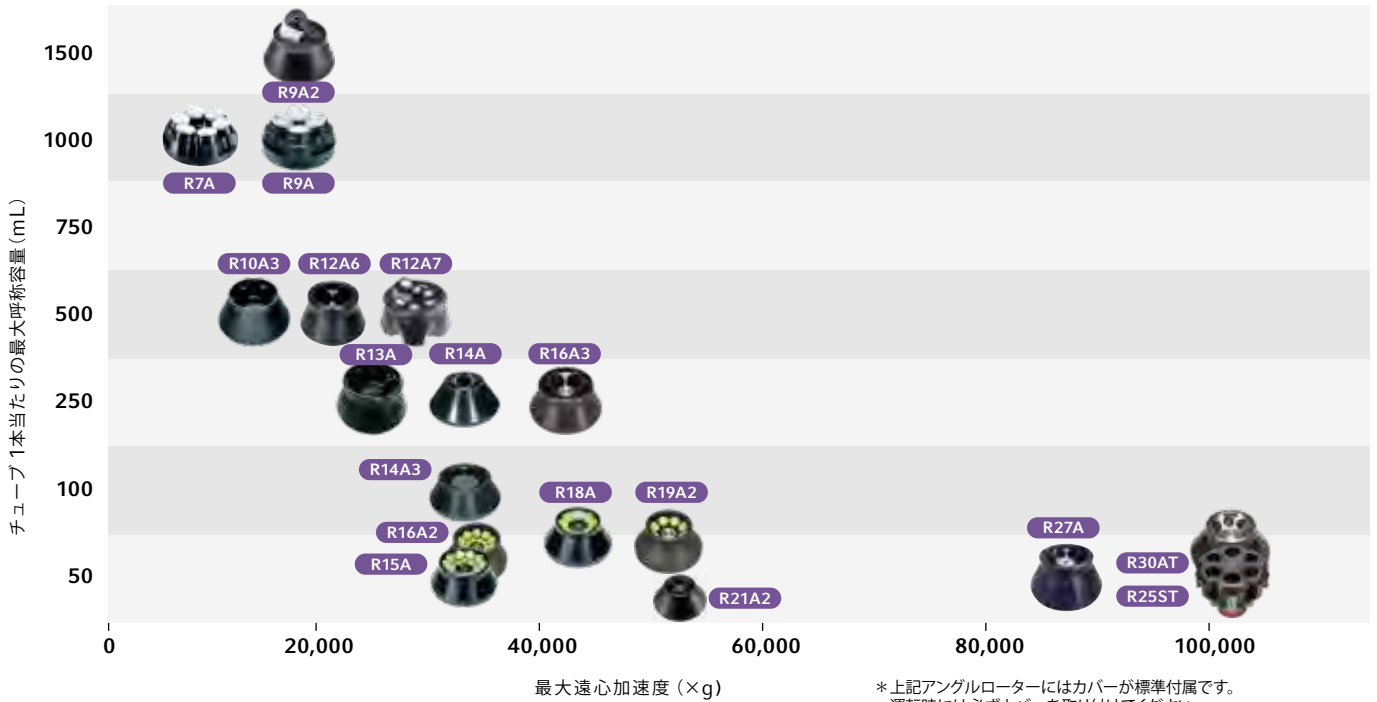 チューブ 1本当たりの最大呼称容量(mL)
1500
R9A2
1000
R7A
R9A
750
R10A3
R12A6
R12A7
500
R13A
R14A
R16A3
250
R14A3
100
R18A
R19A2
R16A2
R27A
R15A
R30AT
50
R25ST
R21A2
0
20,000
40,000
60,000
80,000
100,000
最大遠心加速度(×g)
*上記アングルローターにはカバーが標準付属です。